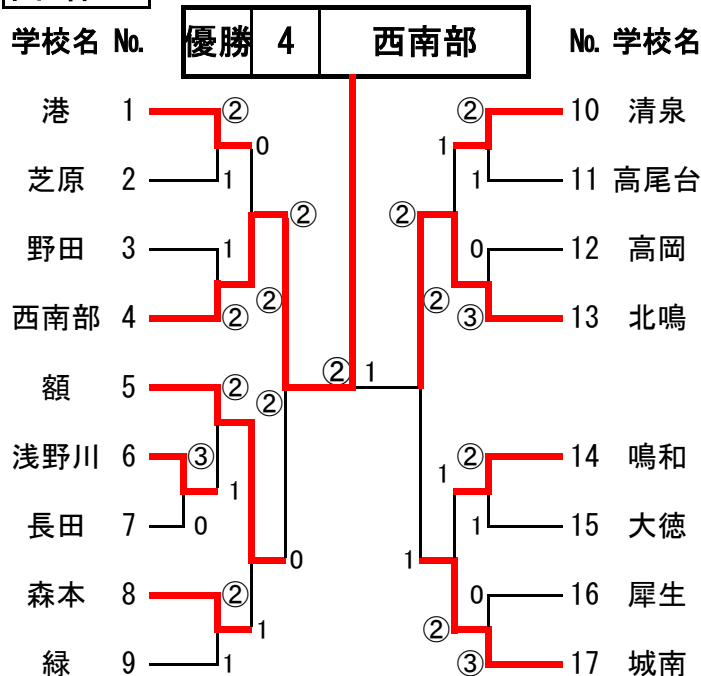 優勝 4 西南部
学校名 No. No. 学校名
港 1 ② ② 10 清泉
0 1
芝原 2 1 1 11 高尾台
② ②
野田 3 1 0 12 高岡
② ②
西南部 4 ② ③ 13 北鳴
② 1
額 5 ② ②
浅野川 6 ③ ② 14 鳴和
1 1
長田 7 0 1 15 大徳
0 1
森本 8 ② 0 16 犀生
1 ②
緑 9 1 ③ 17 城南